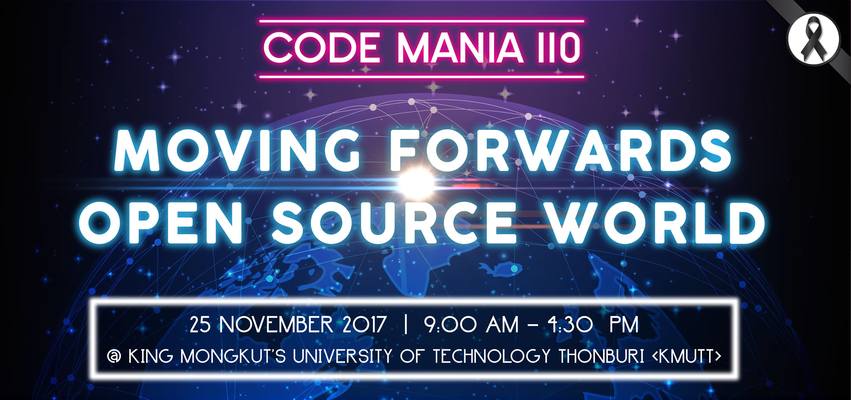 CODE MANIA 110
MOVING FORWARDS
OPEN SOURCE WORLD
25 NOVEMBER 2017 | 9:00 AM – 4:30 PM
@ KING MONGKUT'S UNIVERSITY OF TECHNOLOGY THONBURI <KMUTT>